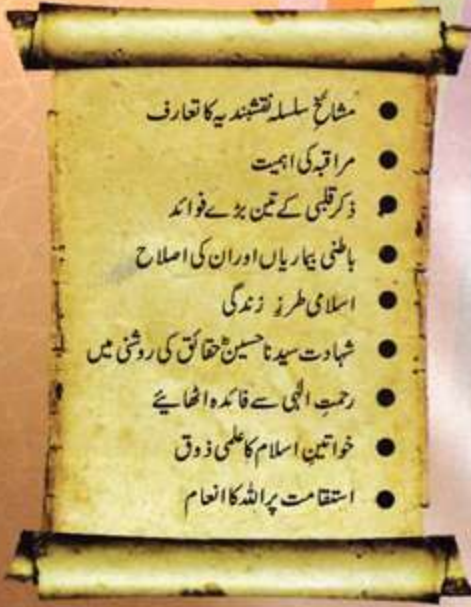 ● مشائخِ سلسلہ نقشبندیہ کا تعارف
● مراقبہ کی اہمیت
● ذکرِ قلبی کے تین بڑے فوائد
● باطنی بیماریاں اور ان کی اصلاح
● اسلامی طرزِ زندگی
● شہادت سیدنا حسینؓ حقائق کی روشنی میں
● رحمتِ الٰہی سے فائدہ اٹھائیے
● خواتینِ اسلام کا علمی ذوق
● استقامت پر اللہ کا انعام